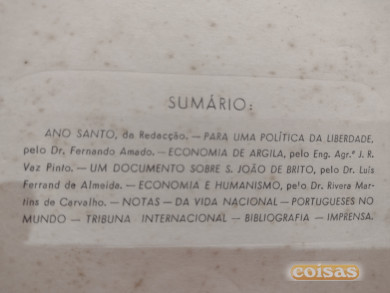 SUMÁRIO:
ANO SANTO, da Redacção. — PARA UMA POLÍTICA DA LIBERDADE,
pelo Dr. Fernando Amado. — ECONOMIA DE ARGILA, pelo Eng. Agr.º J. R.
Vaz Pinto. — UM DOCUMENTO SOBRE S. JOÃO DE BRITO, pelo Dr. Luis
Ferrand de Almeida. — ECONOMIA E HUMANISMO, pelo Dr. Rivera Mar-
tins de Carvalho. — NOTAS — DA VIDA NACIONAL — PORTUGUESES NO
MUNDO — TRIBUNA INTERNACIONAL — BIBLIOGRAFIA — IMPRENSA.
coisas